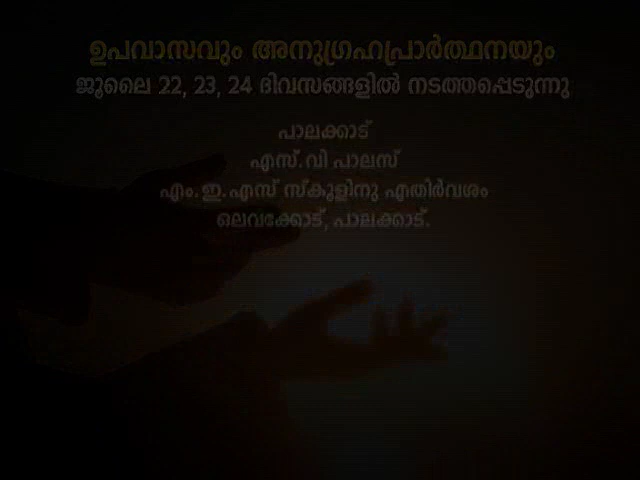 ഉപവാസവും അനുഗ്രഹപ്രാർത്ഥനയും
ജൂലൈ 22, 23, 24 ദിവസങ്ങളിൽ നടത്തപ്പെടുന്നു
പാലക്കാട്
എസ്.വി പാലസ്
എം.ഇ.എസ് സ്കൂളിനു എതിർവശം
ഒലവക്കോട്, പാലക്കാട്.